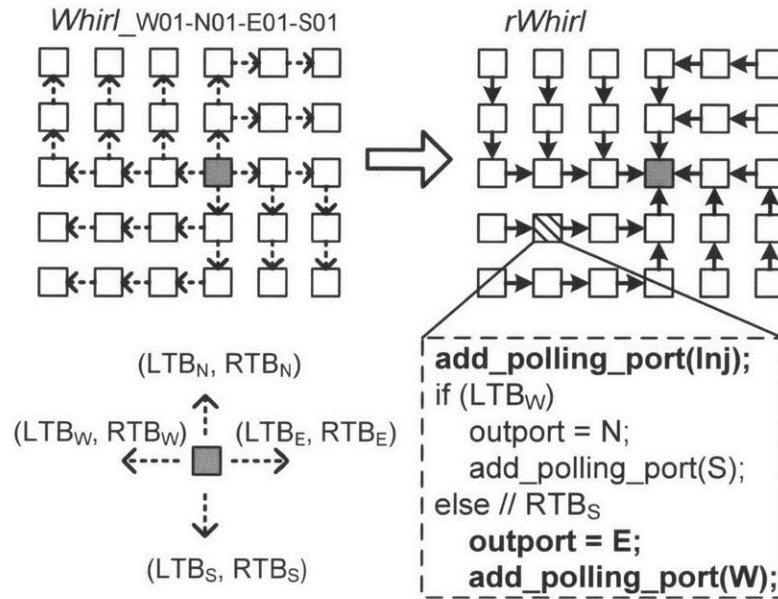 Whirl_W01-N01-E01-S01
rWhirl
(LTB_N, RTB_N)
(LTB_W, RTB_W)
(LTB_E, RTB_E)
(LTB_S, RTB_S)
add_polling_port(Inj);
if (LTB_W)
outport = N;
add_polling_port(S);
else // RTB_S
outport = E;
add_polling_port(W);